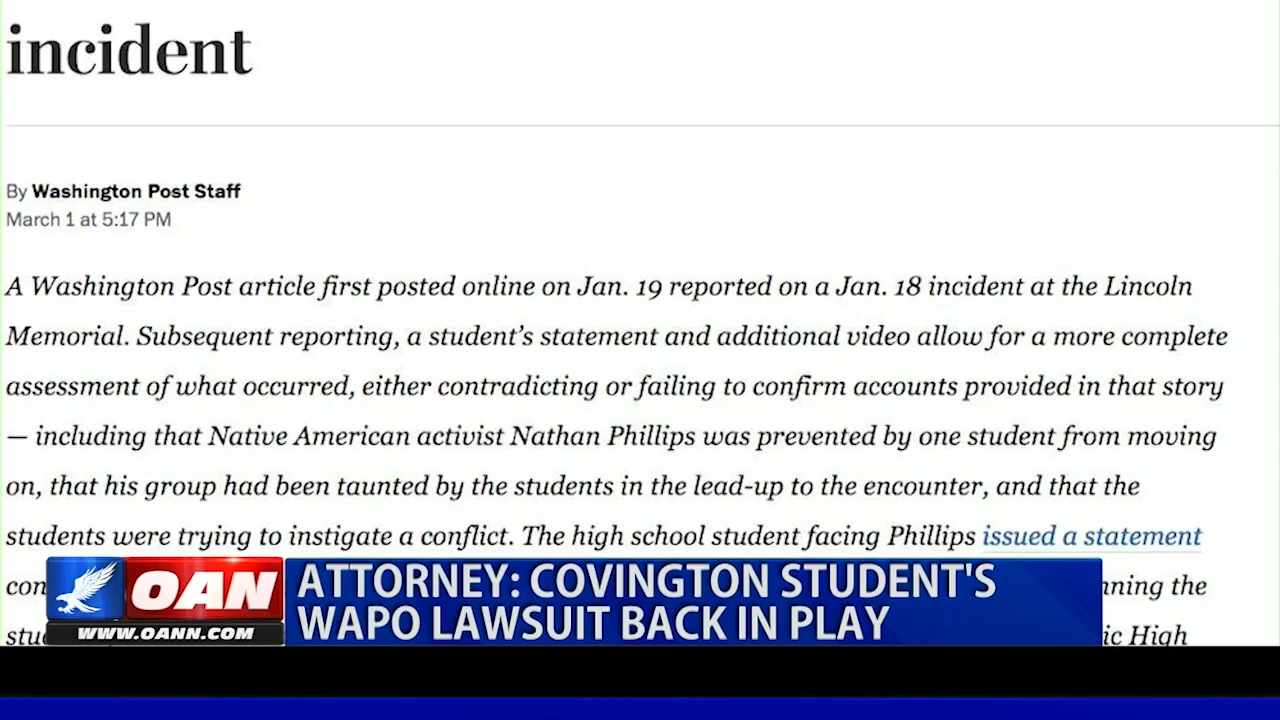 incident
By Washington Post Staff
March 1 at 5:17 PM
A Washington Post article first posted online on Jan. 19 reported on a Jan. 18 incident at the Lincoln
Memorial. Subsequent reporting, a student’s statement and additional video allow for a more complete
assessment of what occurred, either contradicting or failing to confirm accounts provided in that story
— including that Native American activist Nathan Phillips was prevented by one student from moving
on, that his group had been taunted by the students in the lead-up to the encounter, and that the
students were trying to instigate a conflict. The high school student facing Phillips issued a statement
the
High
OAN
WWW.OANN.COM
ATTORNEY: COVINGTON STUDENT'S
WAPO LAWSUIT BACK IN PLAY